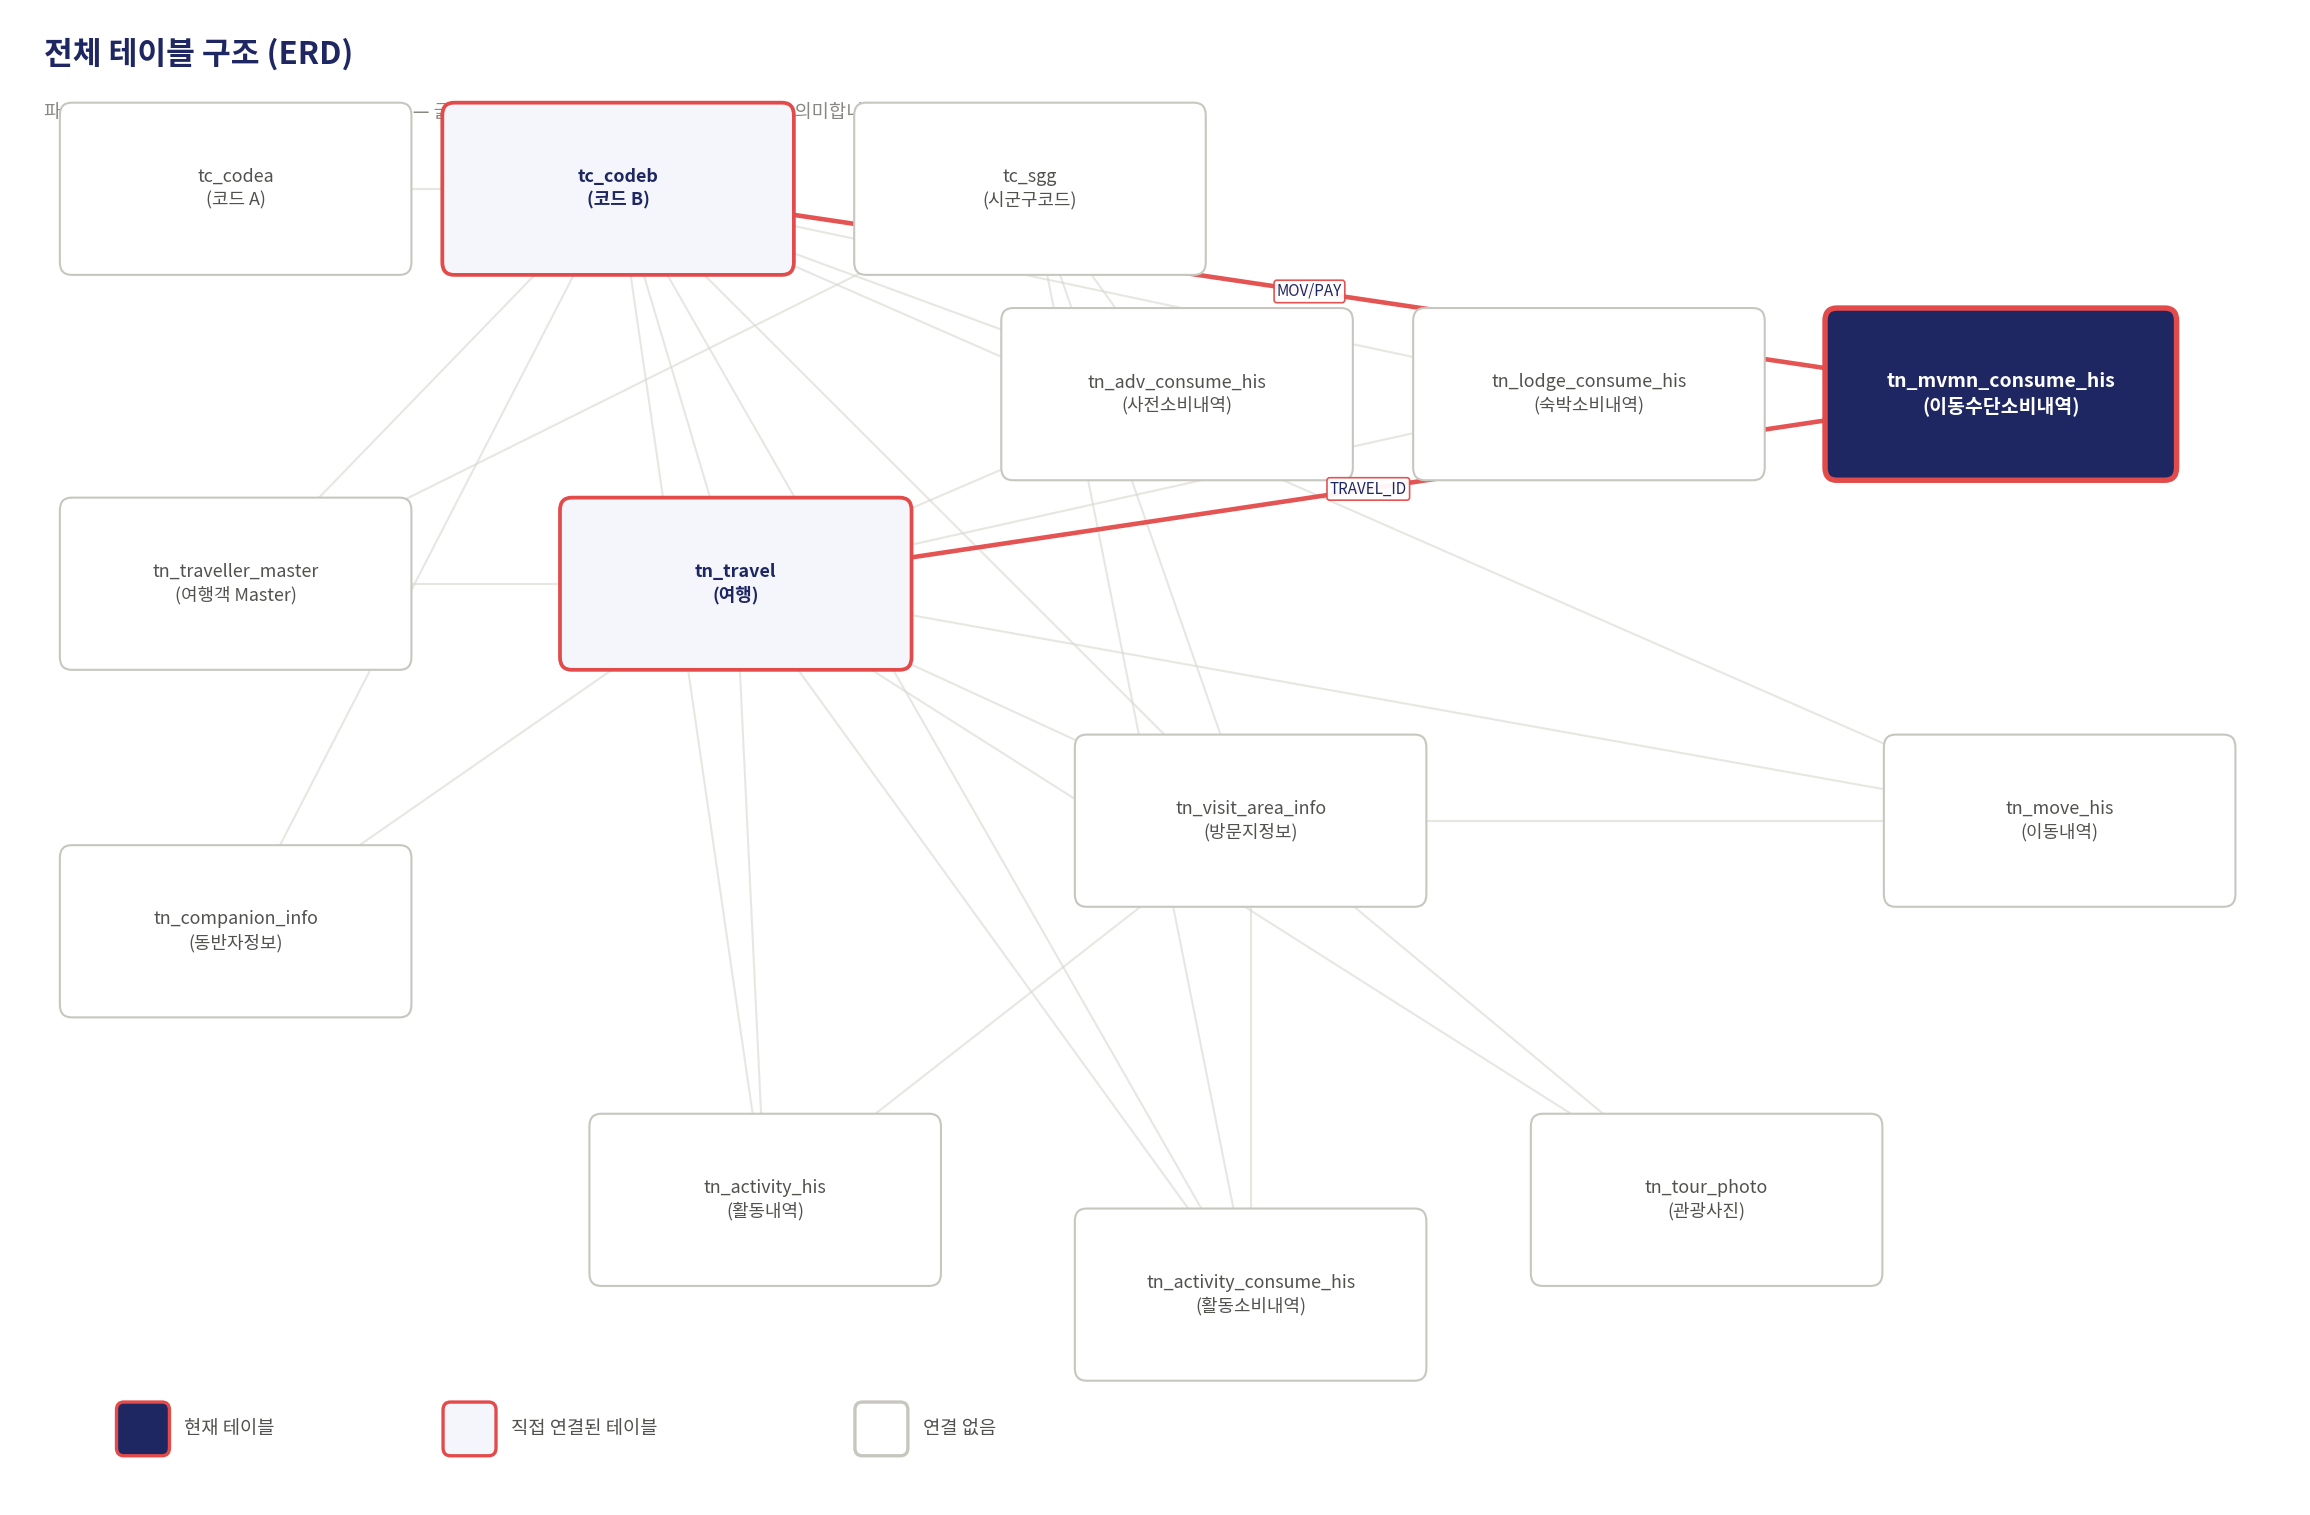 전체 테이블 구조 (ERD)
파
—
의미합니
tc_codea
(코드 A)
tc_codeb
(코드 B)
tc_sgg
(시군구코드)
MOV/PAY
tn_adv_consume_his
(사전소비내역)
tn_lodge_consume_his
(숙박소비내역)
tn_mvmn_consume_his
(이동수단소비내역)
TRAVEL_ID
tn_traveller_master
(여행객 Master)
tn_travel
(여행)
tn_visit_area_info
(방문지정보)
tn_move_his
(이동내역)
tn_companion_info
(동반자정보)
tn_activity_his
(활동내역)
tn_tour_photo
(관광사진)
tn_activity_consume_his
(활동소비내역)
현재 테이블
직접 연결된 테이블
연결 없음